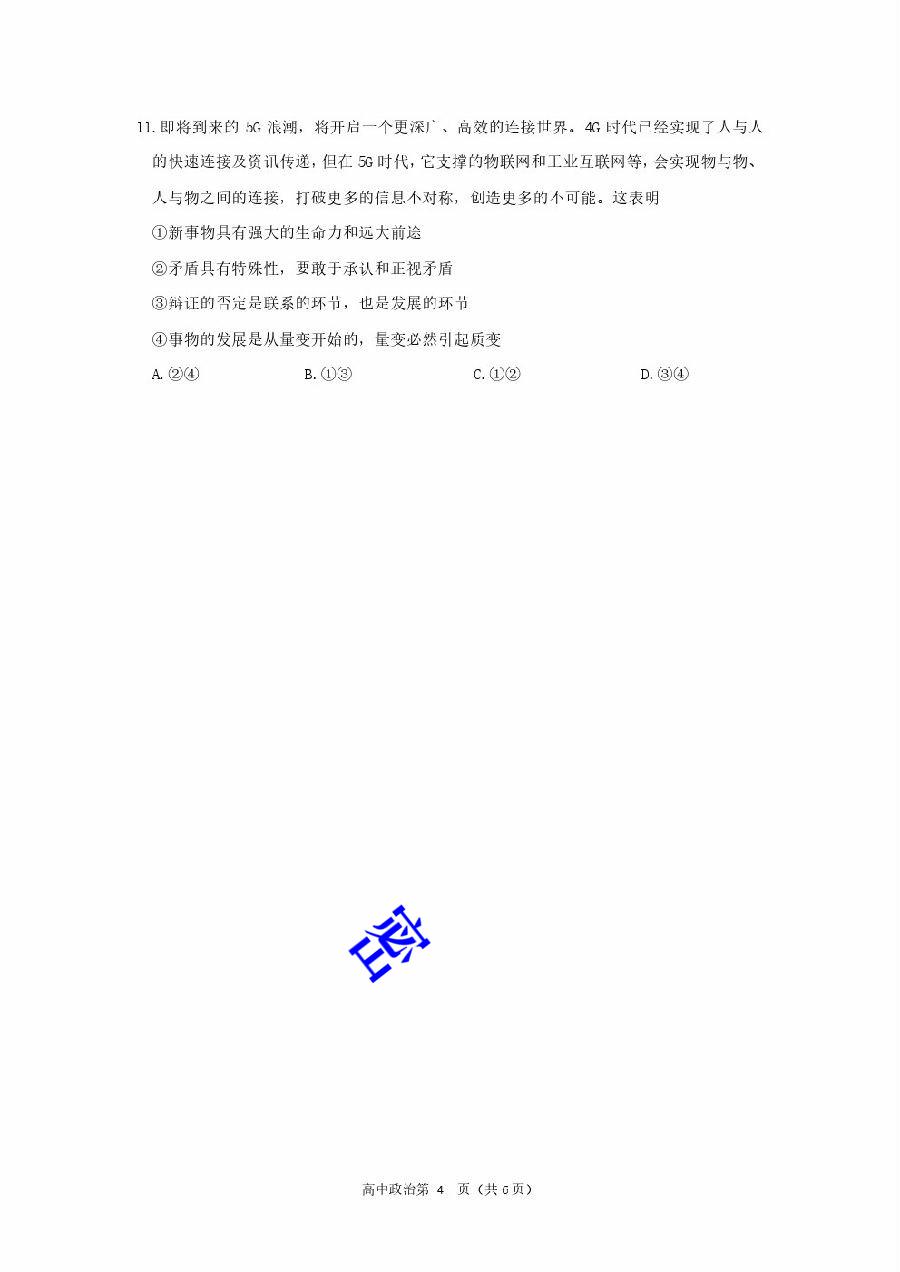 11. 即将到来的 5G 浪潮，将开启一个更深广、高效的连接世界。4G 时代已经实现了人与人
的快速连接及资讯传递，但在 5G 时代，它支撑的物联网和工业互联网等，会实现物与物、
人与物之间的连接，打破更多的信息不对称，创造更多的不可能。这表明
①新事物具有强大的生命力和远大前途
②矛盾具有特殊性，要敢于承认和正视矛盾
③辩证的否定是联系的环节，也是发展的环节
④事物的发展是从量变开始的，量变必然引起质变
A. ②④ B. ①③ C. ①② D. ③④
密
高中政治第 4 页（共 6 页）